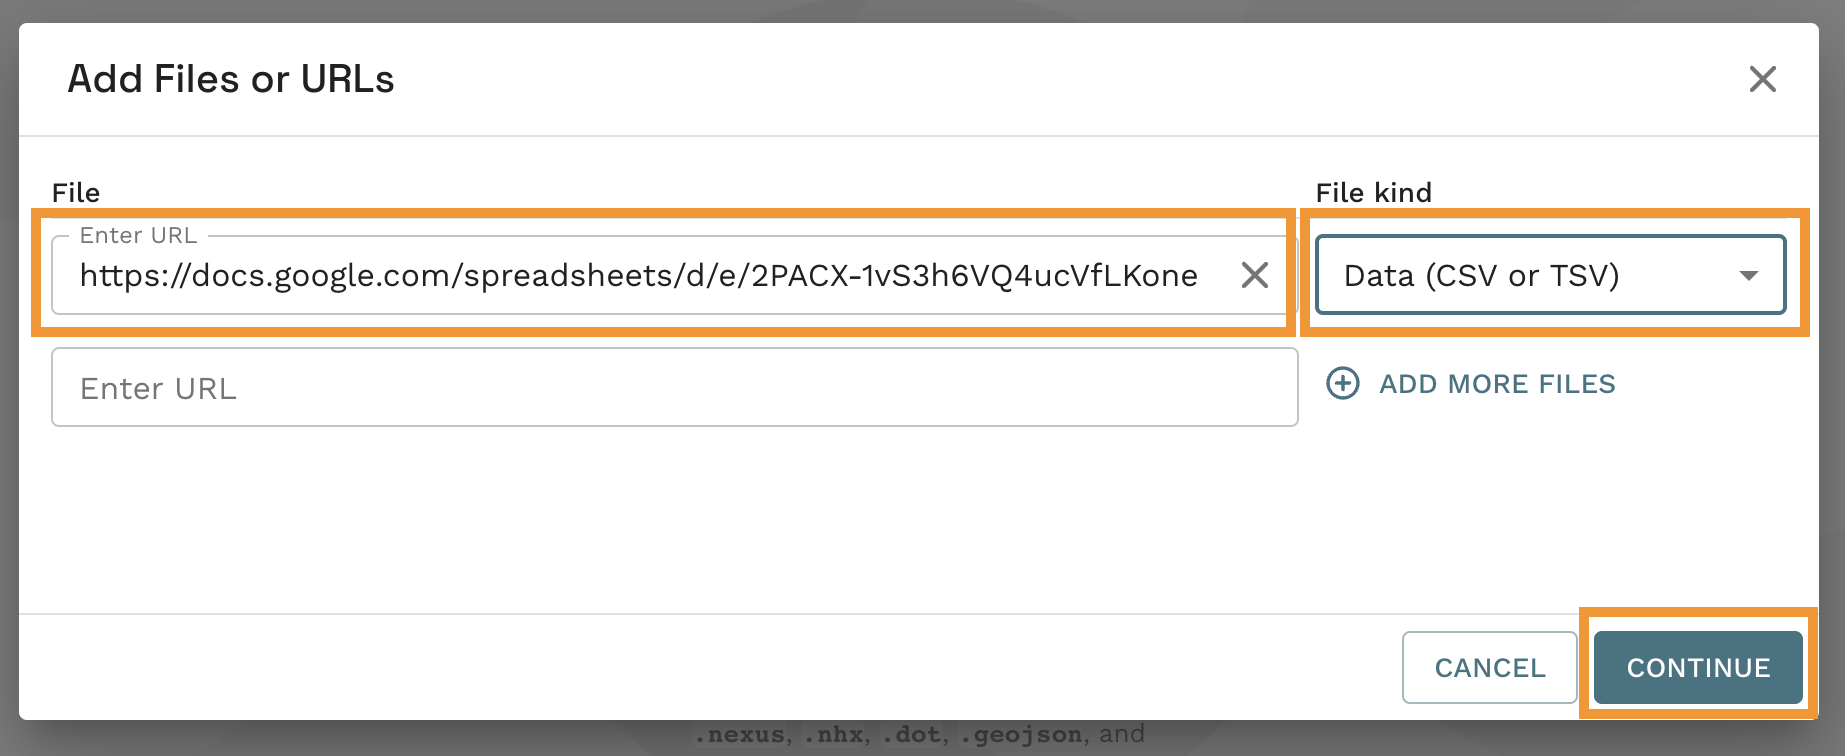 Add Files or URLs
File
File kind
Enter URL
https://docs.google.com/spreadsheets/d/e/2PACX-1vS3h6VQ4ucVfLKone
Data (CSV or TSV)
Enter URL
ADD MORE FILES
CANCEL
CONTINUE
.nexus, .nhx, .dot, .geojson, and